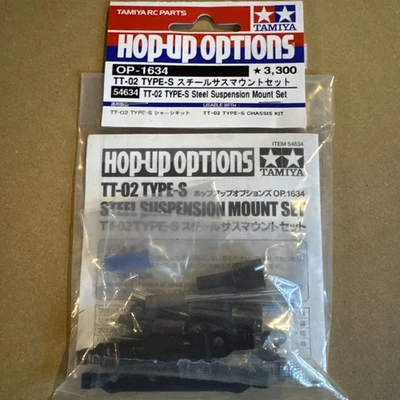 TAMIYA RC PARTS
HOP-UP OPTIONS
TAMIYA
OP-1634
★3,300
TT-02 TYPE-S スチールサスマウントセット
54634 TT-02 TYPE-S Steel Suspension Mount Set
USABLE WITH
TT-02 TYPE-S シャーシキット TT-02 TYPE-S CHASSIS KIT
ITEM 54634
HOP-UP OPTIONS
TAMIYA
TT-02 TYPE-S ホップアップオプションズ OP.1634
STEEL SUSPENSION MOUNT SET
TT-02 TYPE-S スチールサスマウントセット